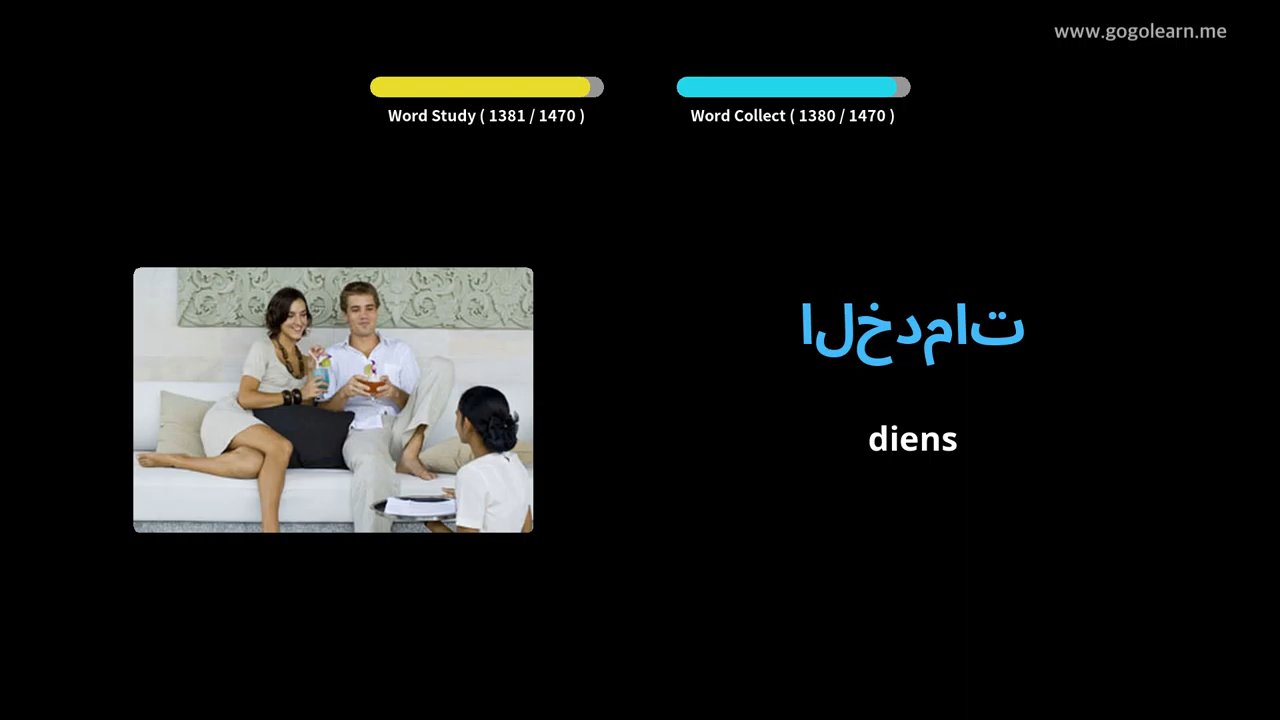 www.gogolearn.me
Word Study ( 1381 / 1470 )
Word Collect ( 1380 / 1470 )
الخدمات
diens